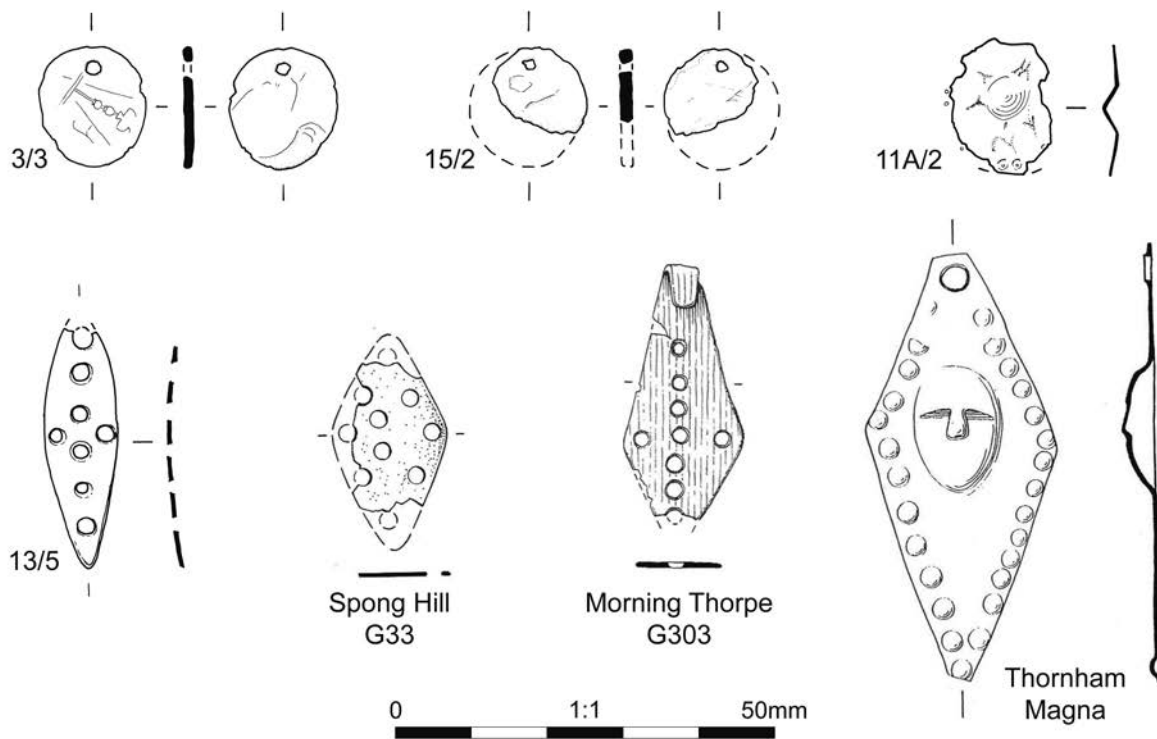 3/3
15/2
11A/2
13/5
Spong Hill
G33
Morning Thorpe
G303
Thornham
Magna
0 1:1 50mm